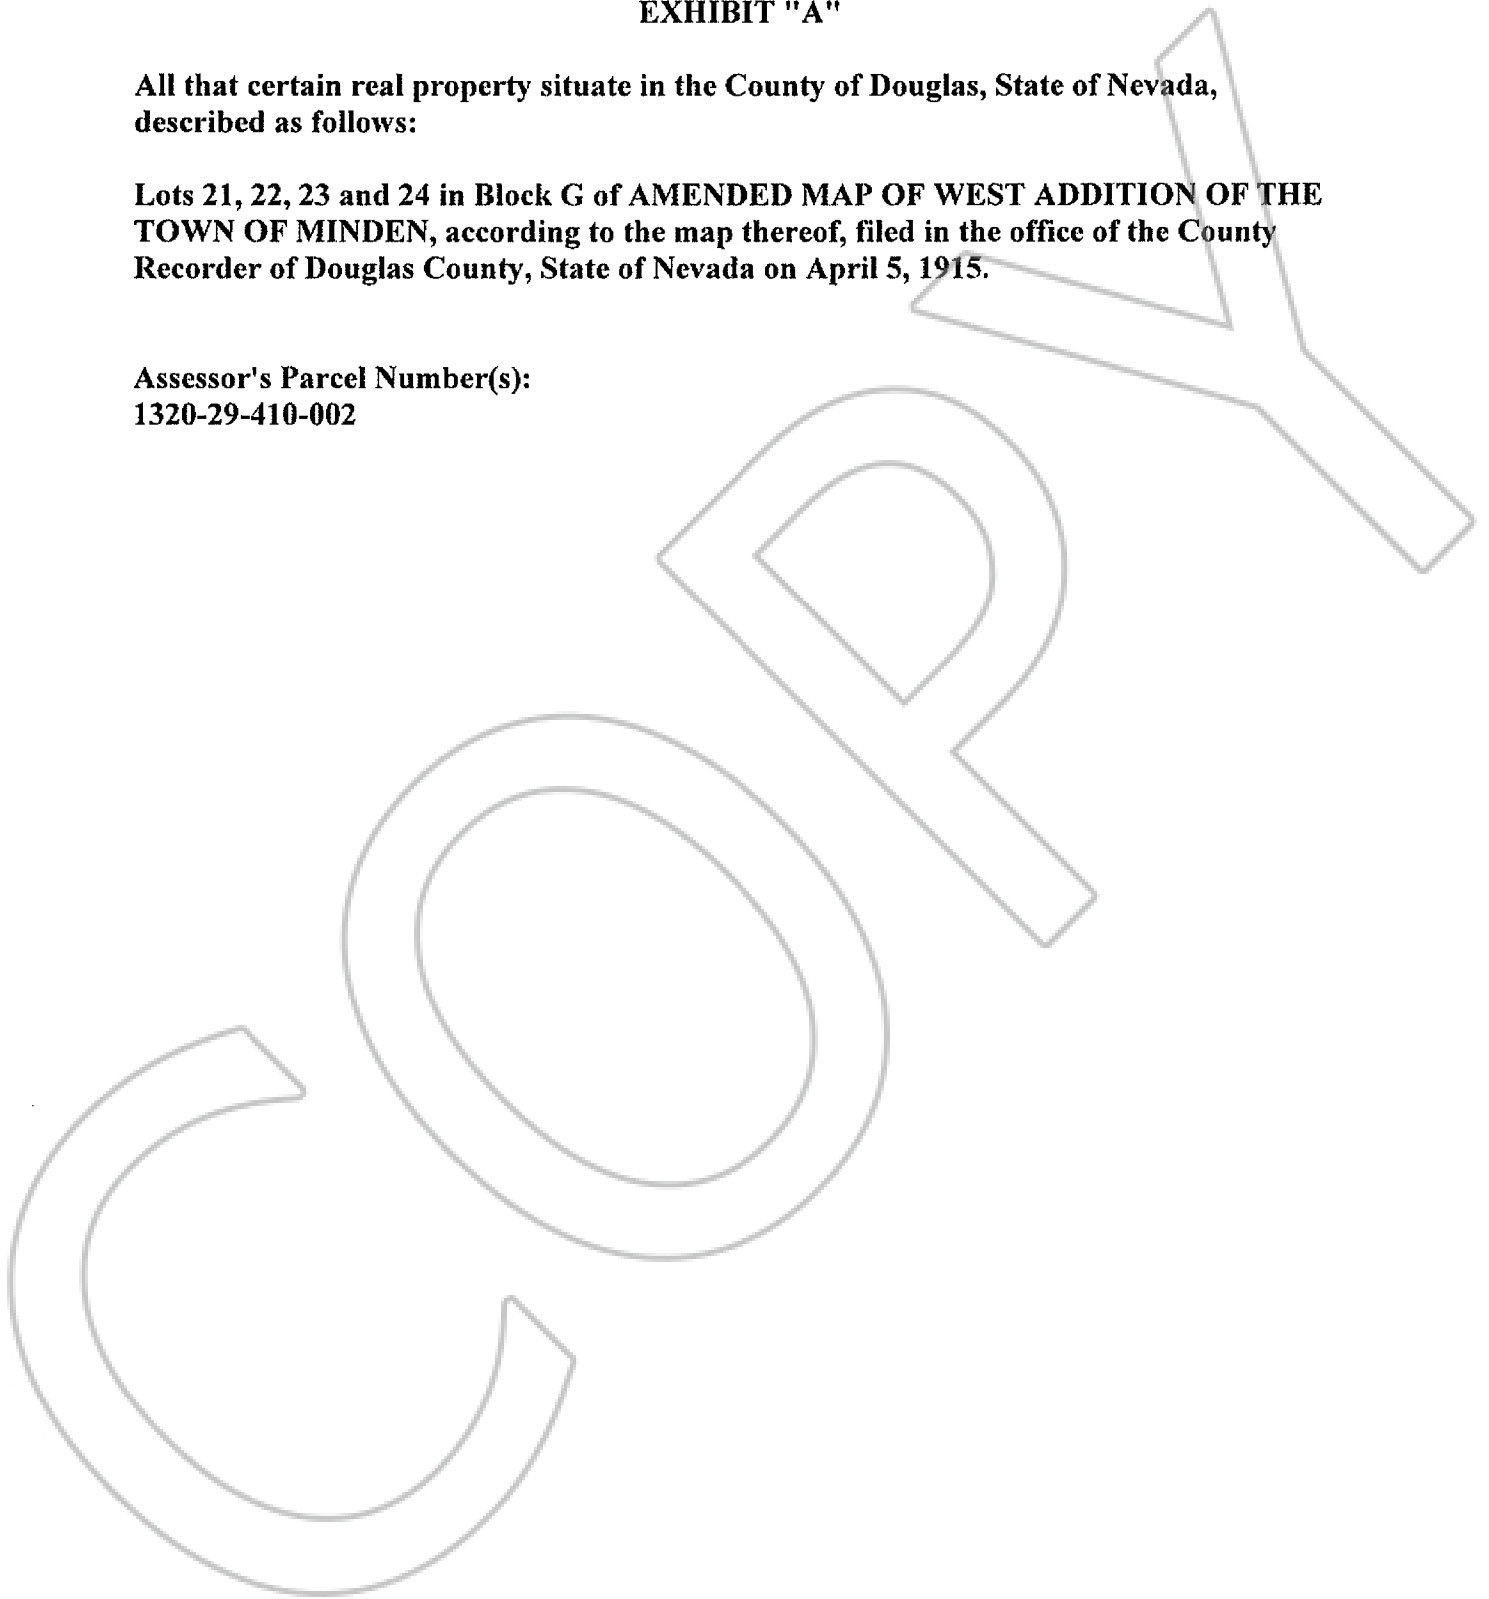 EXHIBIT "A"
All that certain real property situate in the County of Douglas, State of Nevada,
described as follows:
Lots 21, 22, 23 and 24 in Block G of AMENDED MAP OF WEST ADDITION OF THE
TOWN OF MINDEN, according to the map thereof, filed in the office of the County
Recorder of Douglas County, State of Nevada on April 5, 1915.
Assessor's Parcel Number(s):
1320-29-410-002
COPY